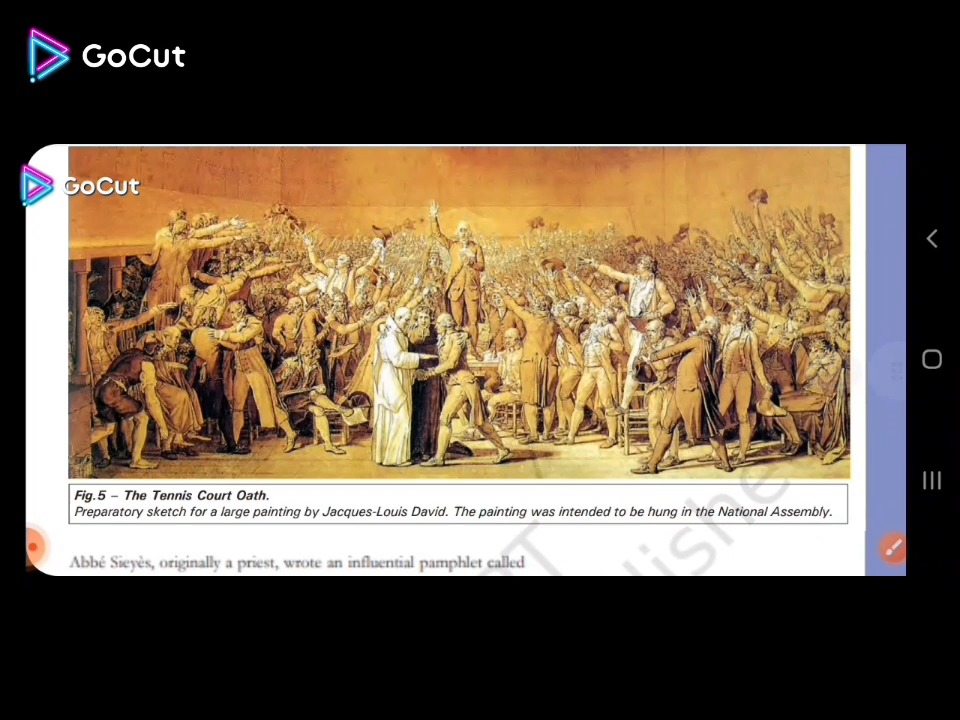 GoCut
GoCut
Fig.5 – The Tennis Court Oath.
Preparatory sketch for a large painting by Jacques-Louis David. The painting was intended to be hung in the National Assembly.
Abbé Sieyès, originally a priest, wrote an influential pamphlet called